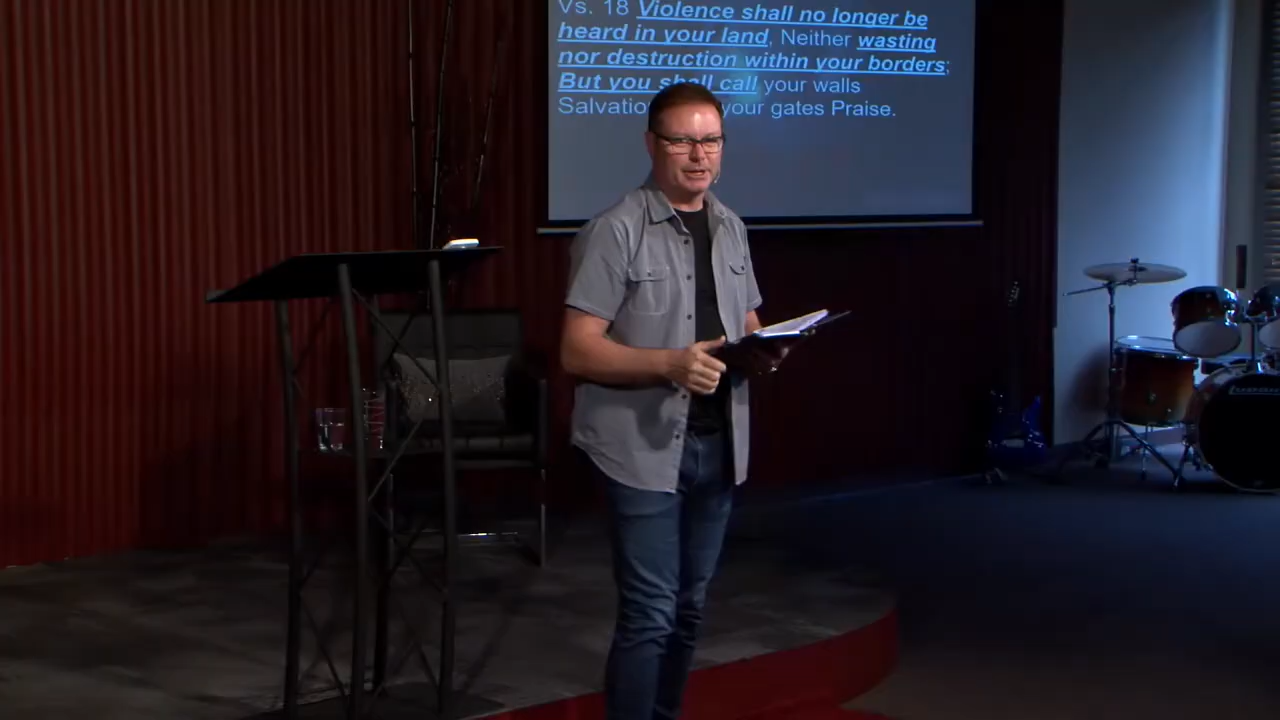 Vs. 18 Violence shall no longer be
heard in your land, Neither wasting
nor destruction within your borders;
But you shall call your walls
Salvatio your gates Praise.